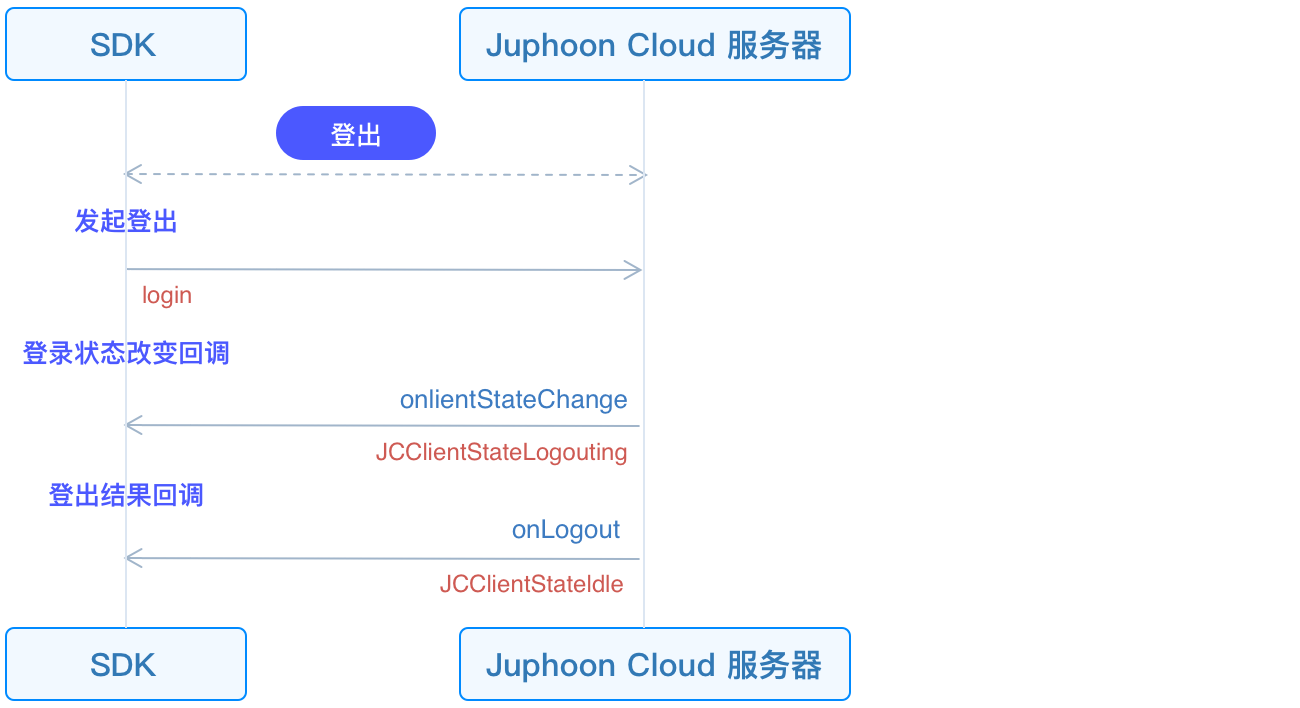 SDK
Juphoon Cloud 服务器
登出
发起登出
login
登录状态改变回调
onlientStateChange
JCClientStateLogouting
登出结果回调
onLogout
JCClientStateIdle
SDK
Juphoon Cloud 服务器